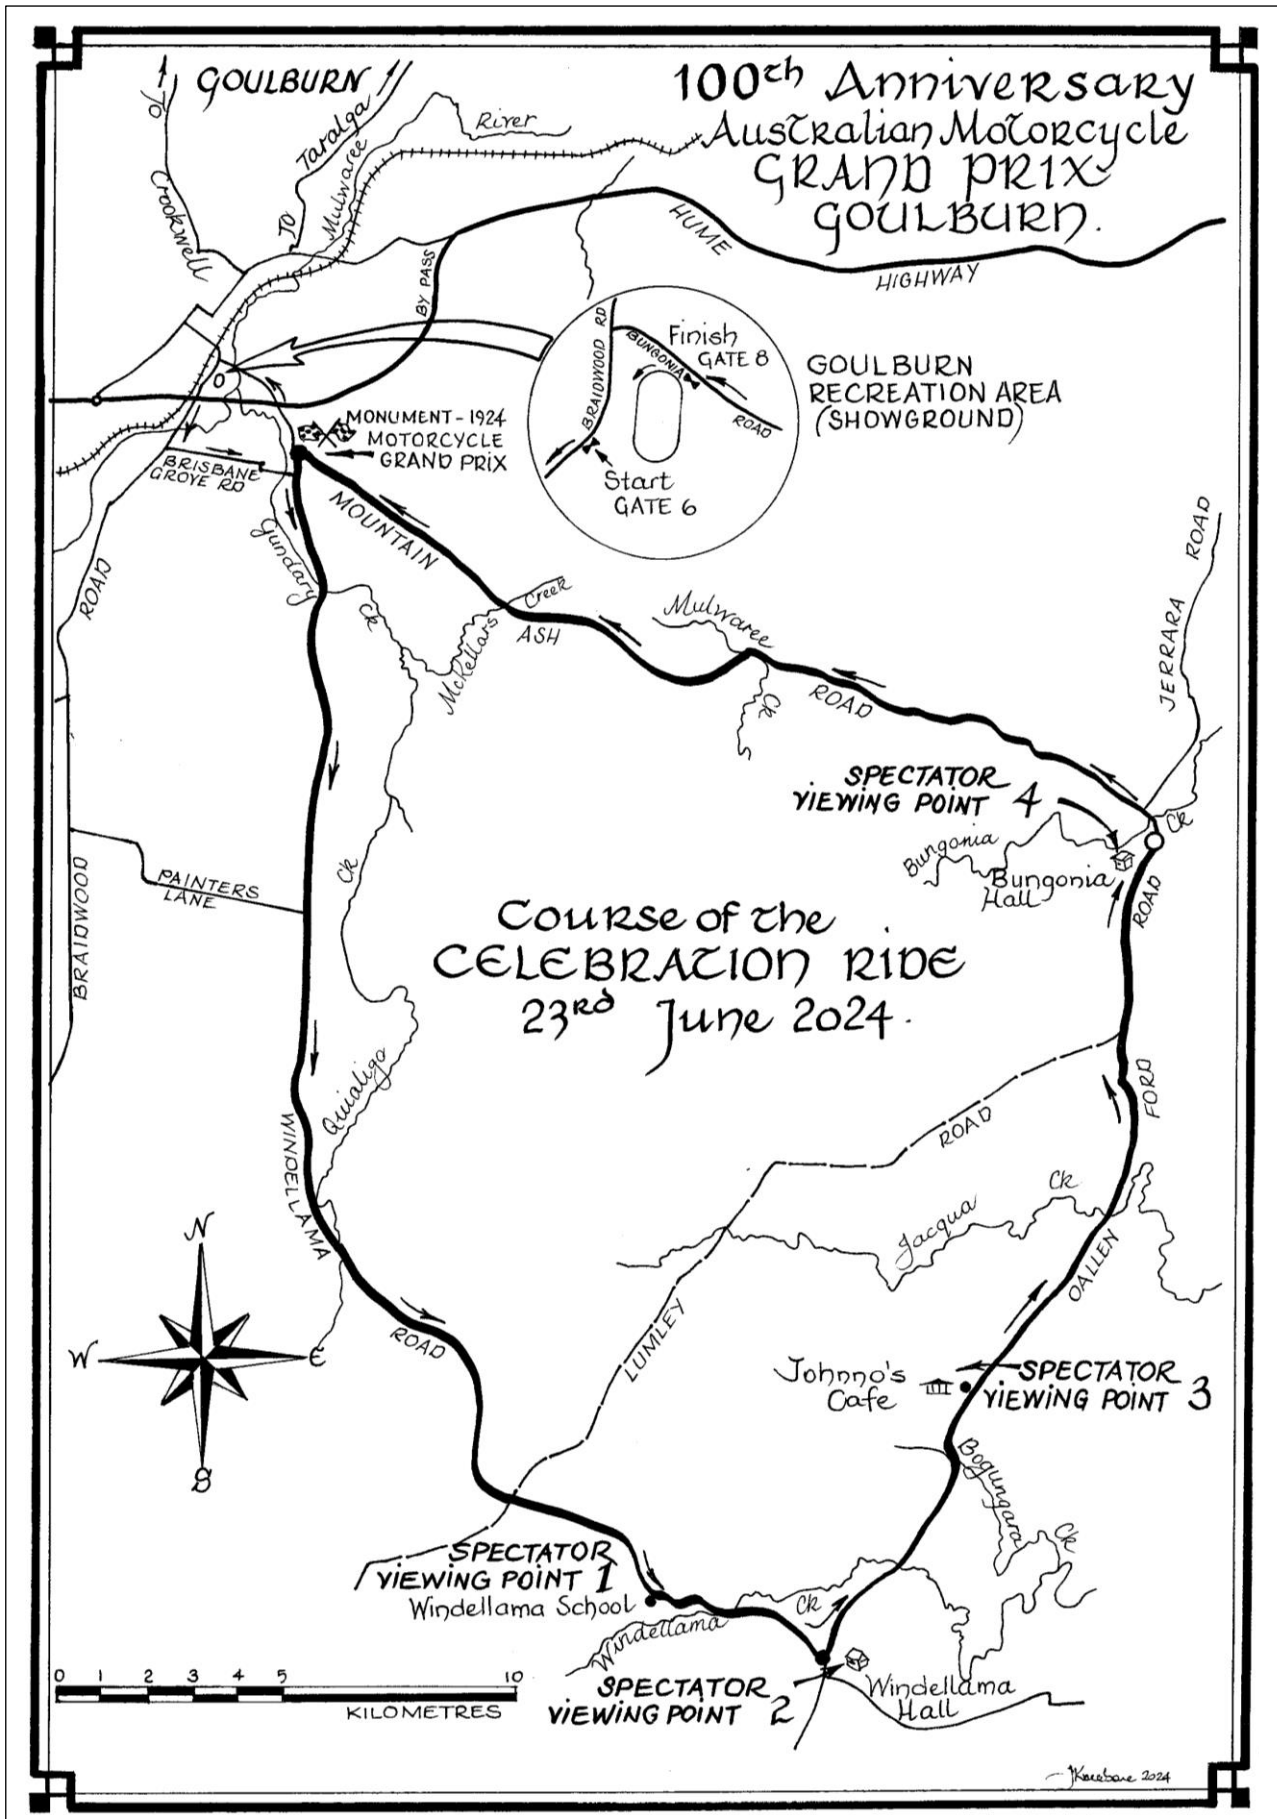 100th Anniversary
Australian Motorcycle
GRAND PRIX
GOULBURN.
GOULBURN
TO
Crookwell
TO
Taralga
Mulwaree
River
HUME
HIGHWAY
BY PASS
BRAIDWOOD RD
BUNGONIA
ROAD
Finish
GATE 8
Start
GATE 6
GOULBURN
RECREATION AREA
(SHOWGROUND)
MONUMENT - 1924
MOTORCYCLE
GRAND PRIX
BRISBANE
GROVE RD
Gundary
Ck
MOUNTAIN
ASH
ROAD
McKellars
Creek
Mulwaree
Ck
JERRARA ROAD
ROAD
BRAIDWOOD
PAINTERS
LANE
Ck
Quialigo
SPECTATOR
VIEWING POINT 4
Bungonia
Ck
Bungonia
Hall
Course of the
CELEBRATION RIDE
23rd June 2024.
ROAD
FORD
OALLEN
ROAD
LUMLEY
Jacqua
Ck
WINDELLAMA
ROAD
N
W
E
S
Johnno's
Cafe
SPECTATOR
VIEWING POINT 3
Bogungara
Ck
SPECTATOR
VIEWING POINT 1
Windellama School
Windellama
Ck
SPECTATOR
VIEWING POINT 2
Windellama
Hall
0 1 2 3 4 5 10
KILOMETRES
2024